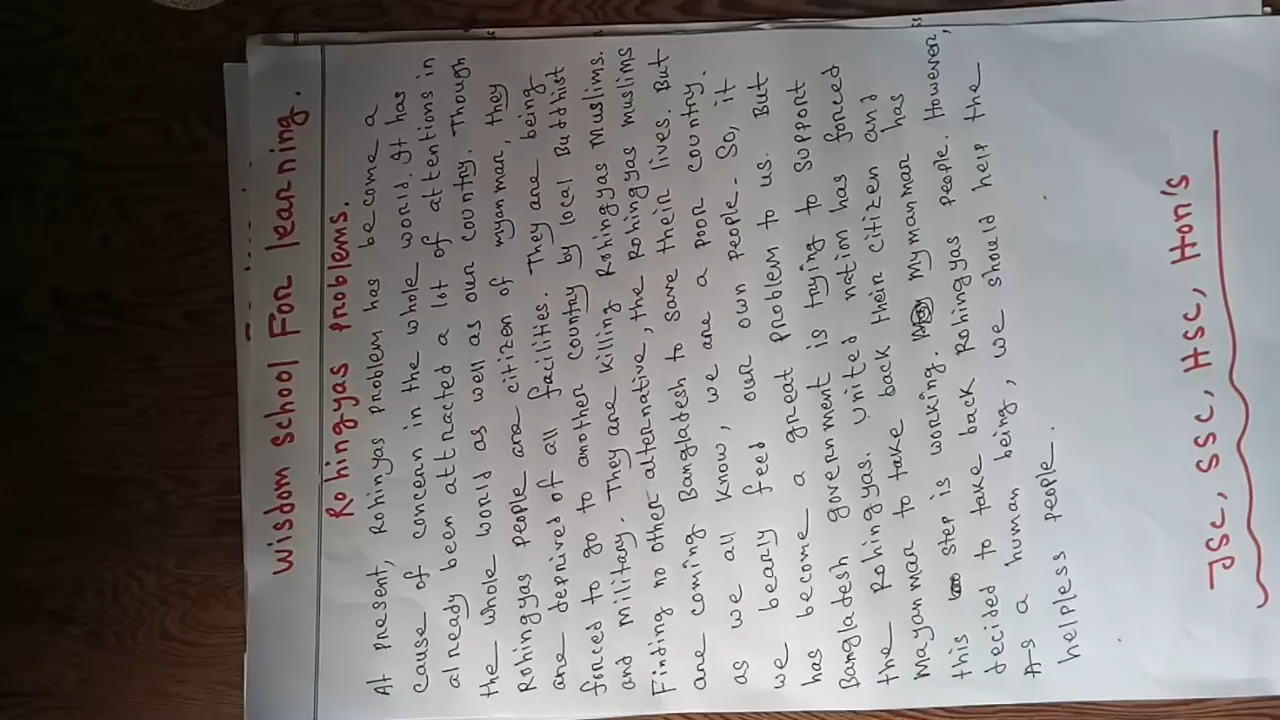 Wisdom School For learning.
Rohingyas problems.
At present, Rohinyas problem has become a
cause of concern in the whole world. It has
already been attracted a lot of attentions in
the whole world as well as our country. Though
Rohingyas people are citizen of myanmar, they
are deprived of all facilities. They are being
forced to go to another country by local Buddhist
and military. They are killing Rohingyas Muslims.
Finding no other alternative, the Rohingyas muslims
are coming Bangladesh to save their lives. But
as we all know, we are a poor country.
we bearly feed our own people. So, it
has become a great problem to us. But
Bangladesh government is trying to support
the Rohingyas. united nation has forced
Mayanmar to take back their citizen and
this step is working. Mymanmar has
decided to take back Rohingyas people. However,
As a human being, we should help the
helpless people.
JSC, SSC, HSC, Hon's